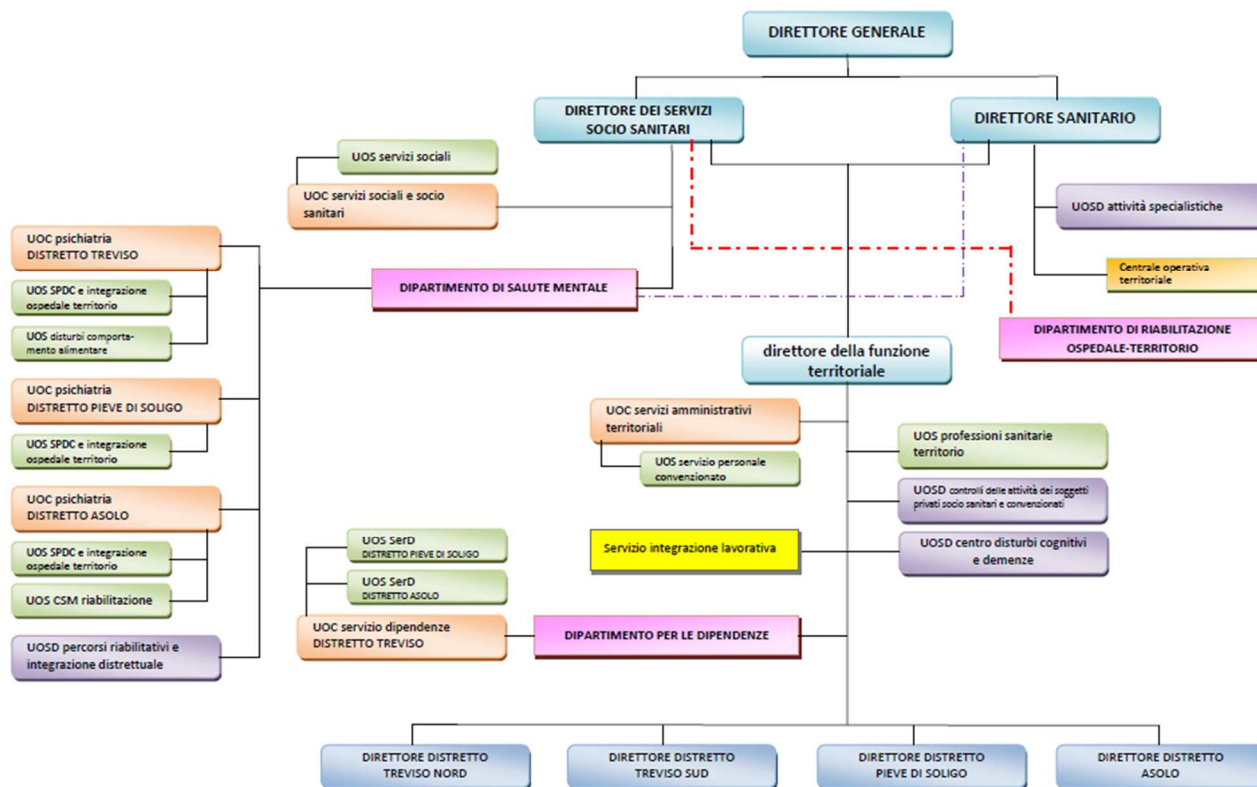 DIRETTORE GENERALE
DIRETTORE DEI SERVIZI
SOCIO SANITARI
DIRETTORE SANITARIO
UOS servizi sociali
UOC servizi sociali e socio
sanitari
UOSD attività specialistiche
Centrale operativa
territoriale
UOC psichiatria
DISTRETTO TREVISO
UOS SPDC e integrazione
ospedale territorio
UOS disturbi comporta-
mento alimentare
DIPARTIMENTO DI SALUTE MENTALE
DIPARTIMENTO DI RIABILITAZIONE
OSPEDALE-TERRITORIO
direttore della funzione
territoriale
UOC psichiatria
DISTRETTO PIEVE DI SOLIGO
UOS SPDC e integrazione
ospedale territorio
UOC servizi amministrativi
territoriali
UOS servizio personale
convenzionato
UOS professioni sanitarie
territorio
UOC psichiatria
DISTRETTO ASOLO
UOS SPDC e integrazione
ospedale territorio
UOS CSM riabilitazione
UOSD percorsi riabilitativi e
integrazione distrettuale
UOSD controlli delle attività dei soggetti
privati socio sanitari e convenzionati
Servizio integrazione lavorativa
UOSD centro disturbi cognitivi
e demenze
UOS SerD
DISTRETTO PIEVE DI SOLIGO
UOS SerD
DISTRETTO ASOLO
UOC servizio dipendenze
DISTRETTO TREVISO
DIPARTIMENTO PER LE DIPENDENZE
DIRETTORE DISTRETTO
TREVISO NORD
DIRETTORE DISTRETTO
TREVISO SUD
DIRETTORE DISTRETTO
PIEVE DI SOLIGO
DIRETTORE DISTRETTO
ASOLO